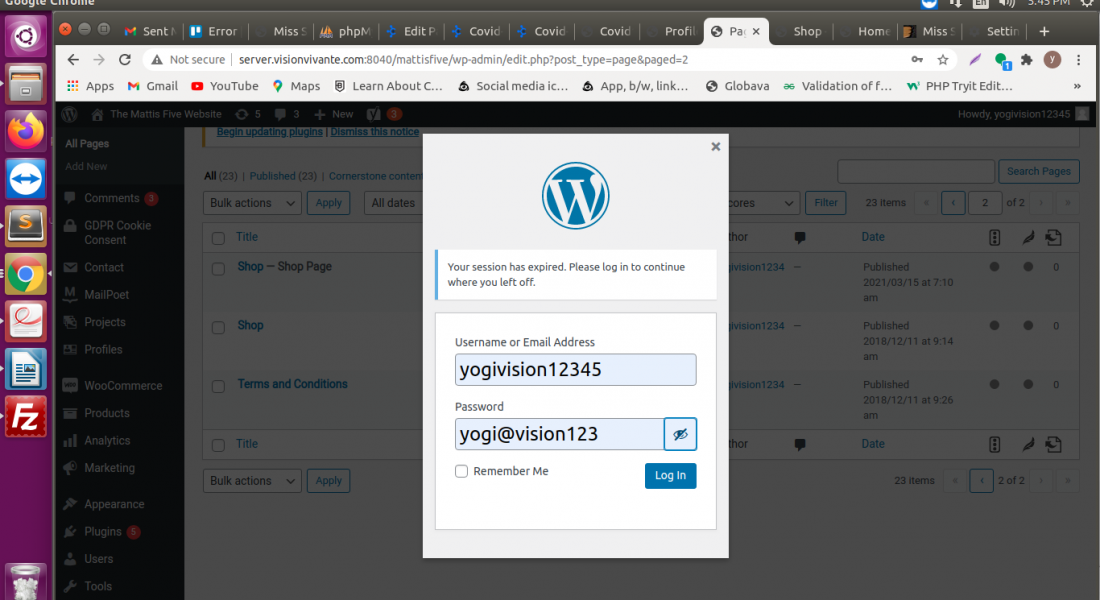 Google Chrome
En
5:45 PM
Sent M
Error
Miss S
phpM
Edit P
Covid
Covid
Covid
Profil
Pa
Shop
Home
Miss S
Settin
Not secure
server.visionvivante.com:8040/mattisfive/wp-admin/edit.php?post_type=page&paged=2
1
y
Apps
Gmail
YouTube
Maps
Learn About C...
Social media ic...
App, b/w, link...
Globava
Validation of f...
PHP Tryit Edit...
»
The Mattis Five Website
5
3
New
3
Howdy, yogivision12345
Begin updating plugins | Dismiss this notice
All Pages
Add New
Comments 3
GDPR Cookie
Consent
Contact
MailPoet
Projects
Profiles
WooCommerce
Products
Analytics
Marketing
Appearance
Plugins 5
Users
Tools
All (23) | Published (23) | Cornerstone content
Search Pages
Bulk actions
Apply
All dates
cores
Filter
23 items
«
‹
2
of 2
›
»
Title
thor
Date
Shop — Shop Page
givision1234
—
Published
2021/03/15 at 7:10
am
0
Shop
givision1234
—
Published
2018/12/11 at 9:14
am
0
Terms and Conditions
givision1234
—
Published
2018/12/11 at 9:26
am
0
Title
thor
Date
Bulk actions
Apply
23 items
«
‹
2 of 2
›
»
Your session has expired. Please log in to continue
where you left off.
Username or Email Address
yogivision12345
Password
yogi@vision123
Remember Me
Log In